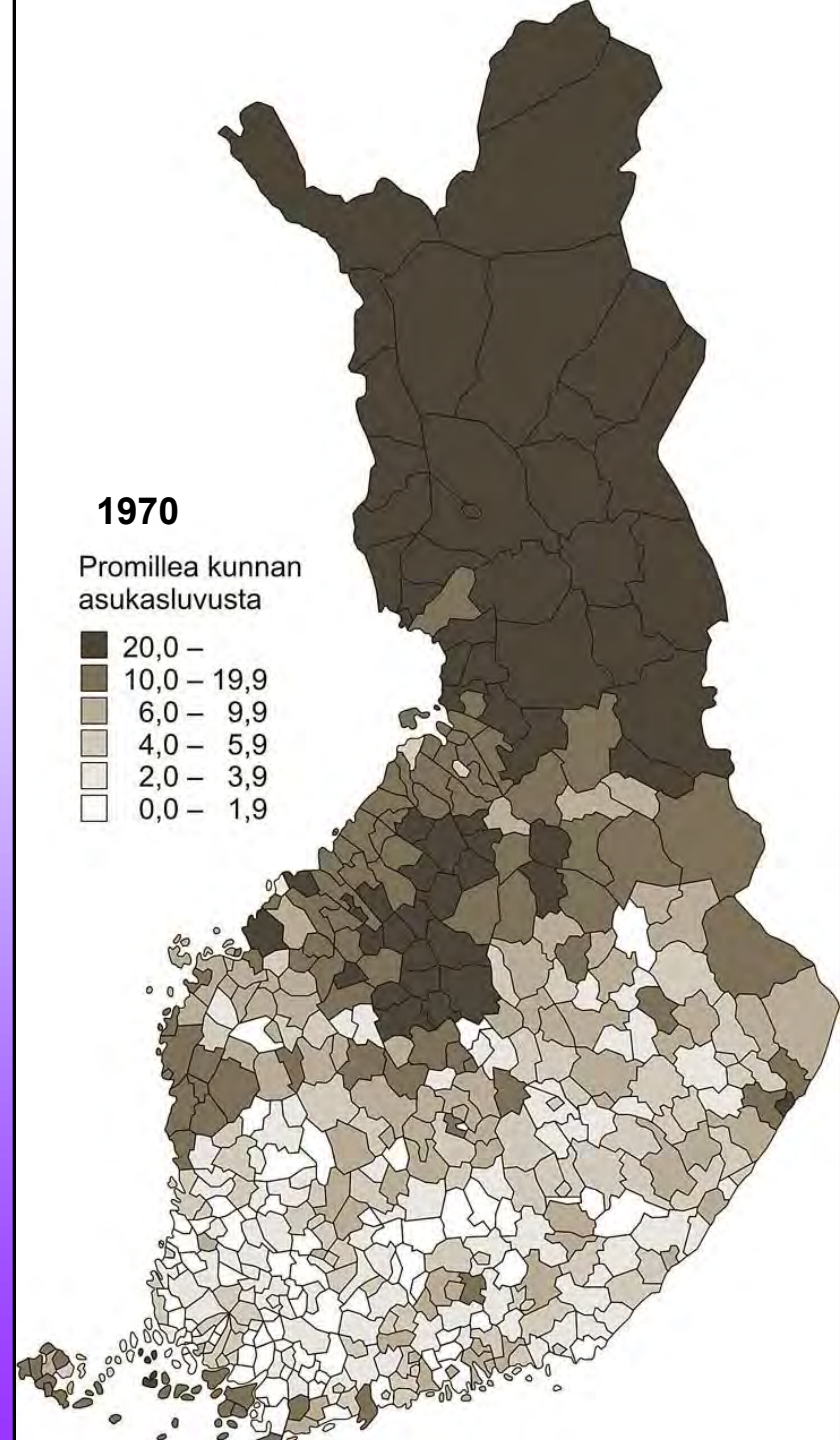 1970
Promillea kunnan
asukasluvusta
20,0 –
10,0 – 19,9
6,0 – 9,9
4,0 – 5,9
2,0 – 3,9
0,0 – 1,9